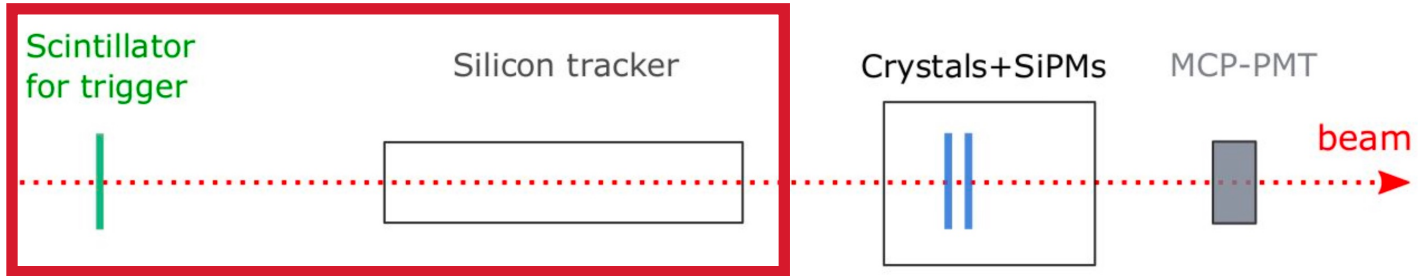 Scintillator
for trigger
Silicon tracker
Crystals+SiPMs
MCP-PMT
beam